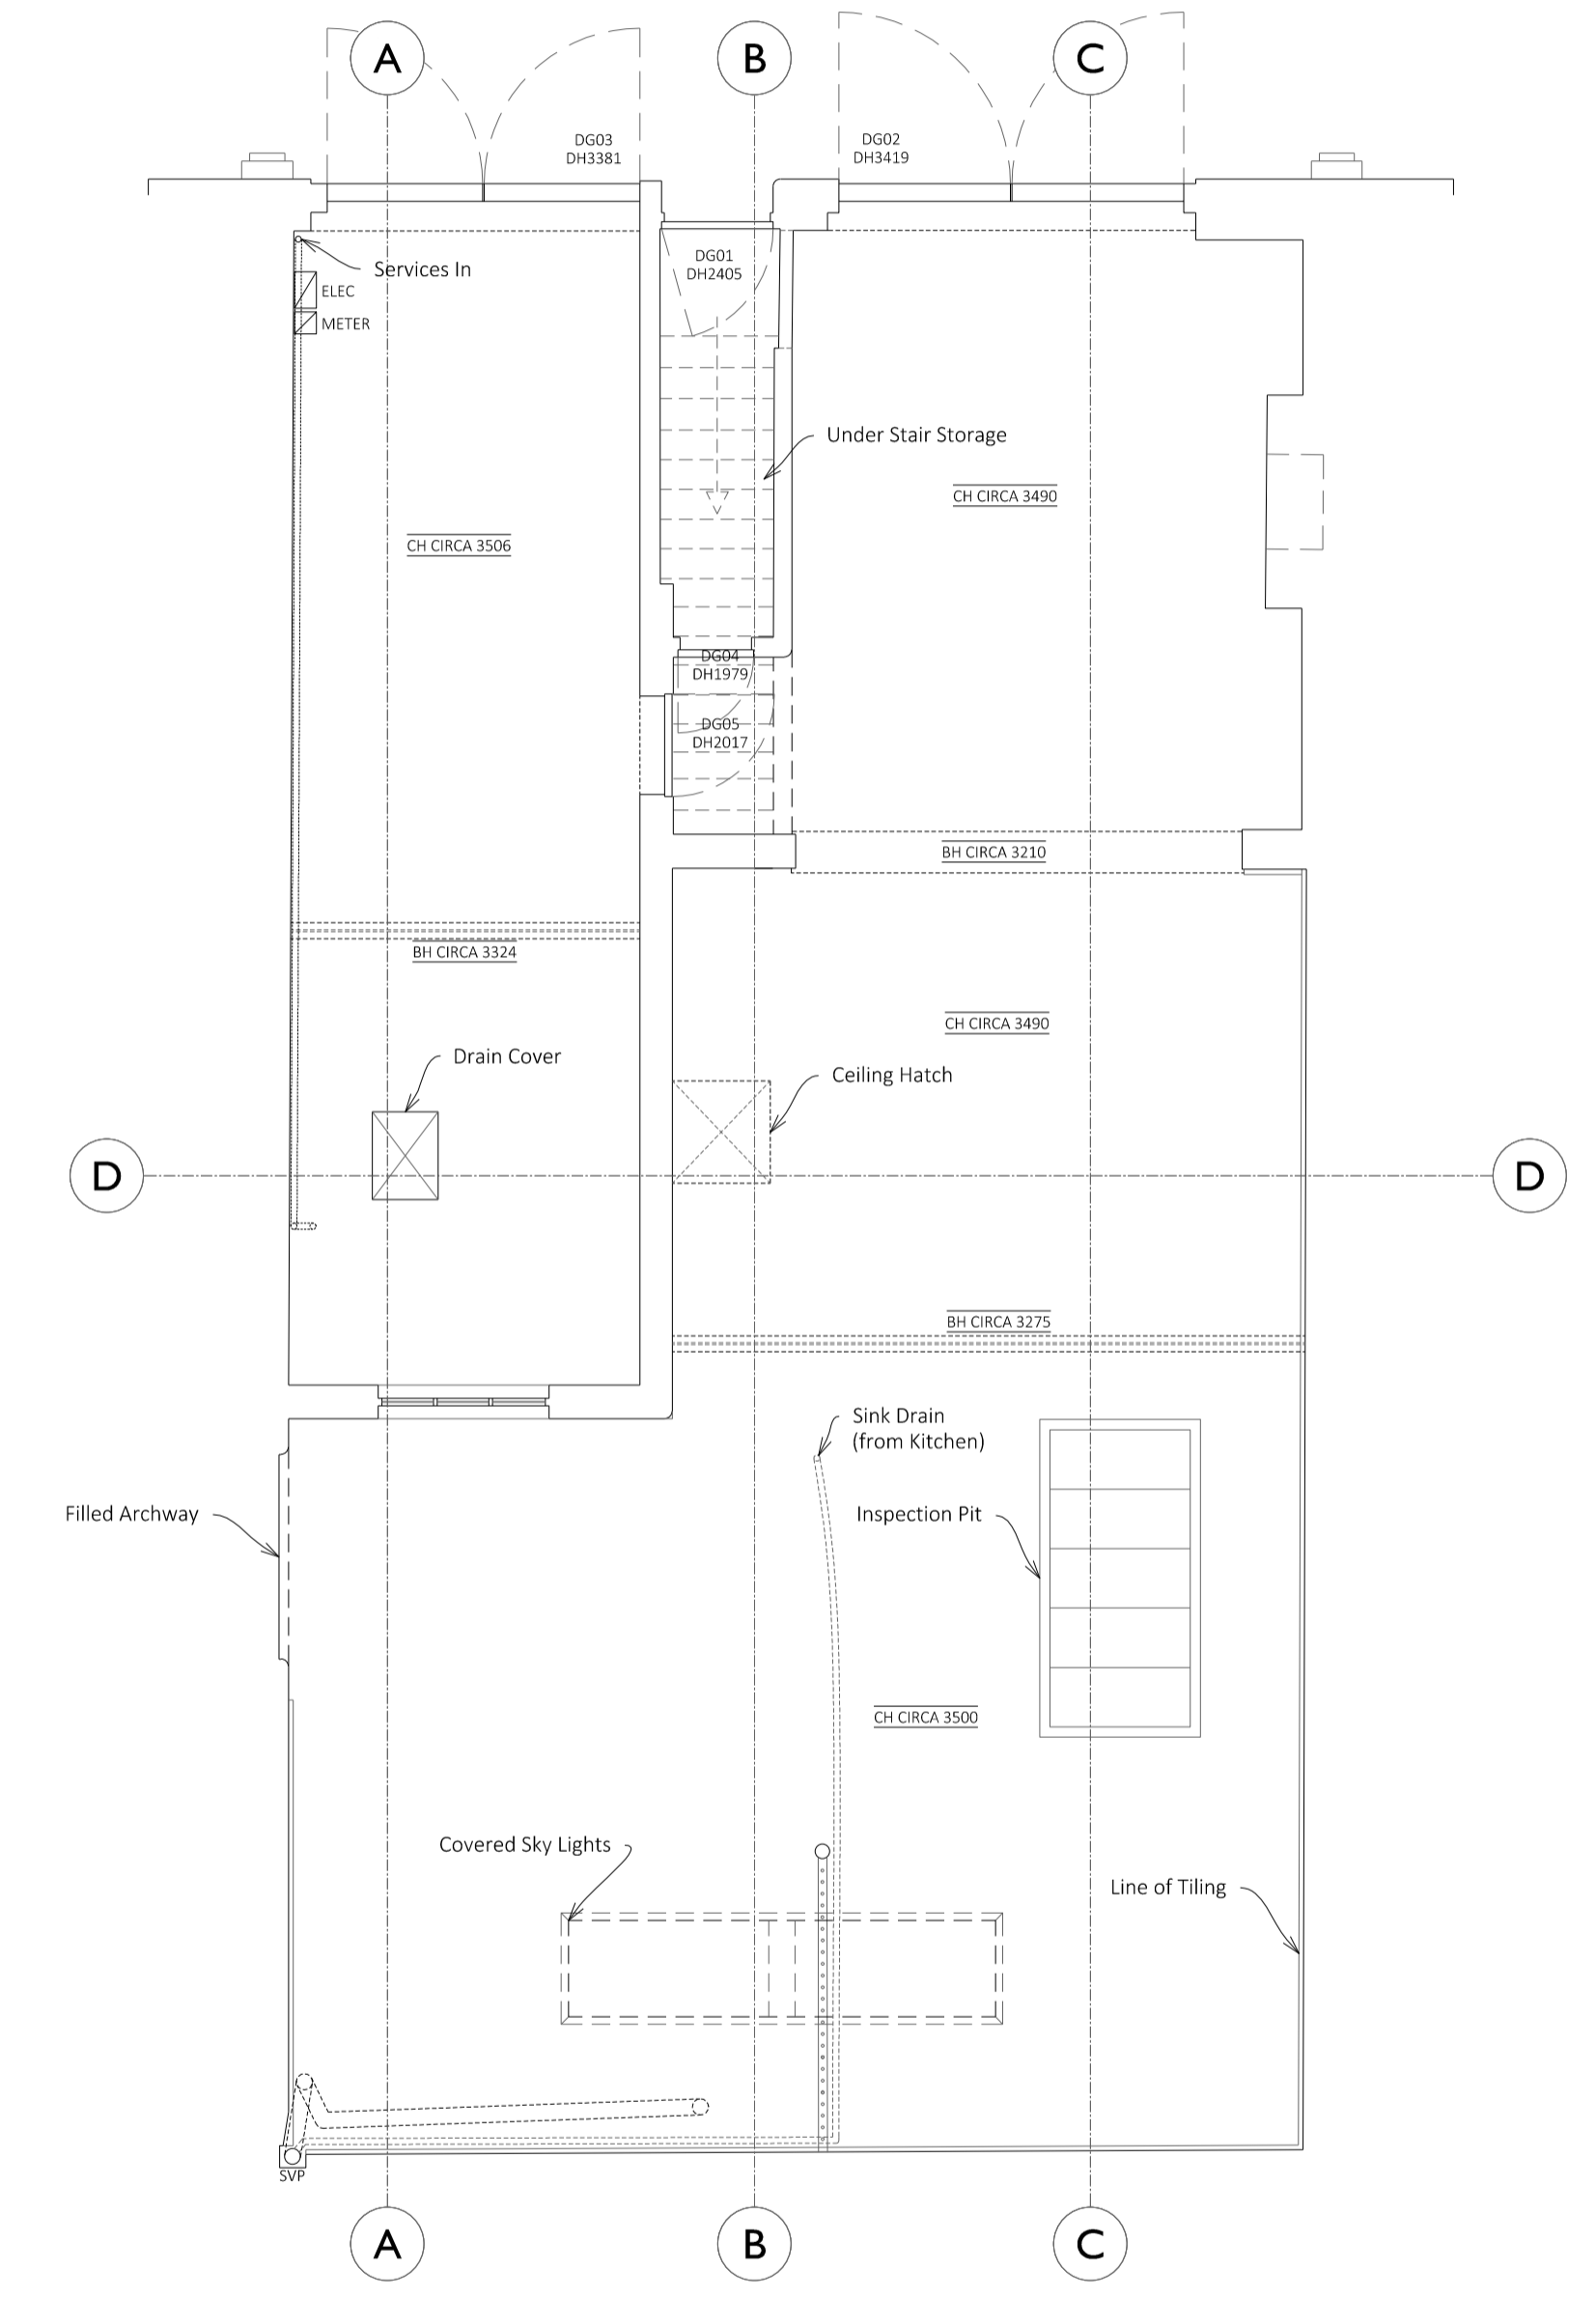 A
B
C
DG03
DH3381
DG02
DH3419
DG01
DH2405
Services In
ELEC
METER
Under Stair Storage
CH CIRCA 3490
CH CIRCA 3506
DG04
DH1979
DG05
DH2017
BH CIRCA 3210
BH CIRCA 3324
CH CIRCA 3490
Drain Cover
Ceiling Hatch
D
D
BH CIRCA 3275
Sink Drain
(from Kitchen)
Filled Archway
Inspection Pit
CH CIRCA 3500
Covered Sky Lights
Line of Tiling
SVP
A
B
C